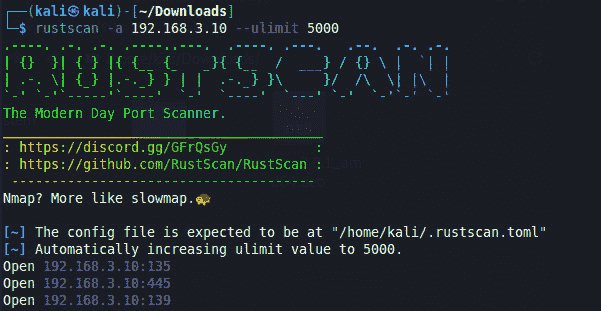 ┌──(kali㉿kali)-[~/Downloads]
└─$ rustscan -a 192.168.3.10 --ulimit 5000
.----. .-. .-. .----..---.  .----. .---.   .--.  .-. .-.
| {}  }| { } |{ {__ {_   _}{ {__  /  ___} / {} \ |  `| |
| .-. \| {_} |.-._} } | |  .-._} }\     }/  /\  \| |\  |
`-' `-'`-----'`----'  `-'  `----'  `---' `-'  `-'`-' `-'
The Modern Day Port Scanner.
________________________________________
: https://discord.gg/GFrQsGy           :
: https://github.com/RustScan/RustScan :
 --------------------------------------
Nmap? More like slowmap.🐢
[~] The config file is expected to be at "/home/kali/.rustscan.toml"
[~] Automatically increasing ulimit value to 5000.
Open 192.168.3.10:135
Open 192.168.3.10:445
Open 192.168.3.10:139